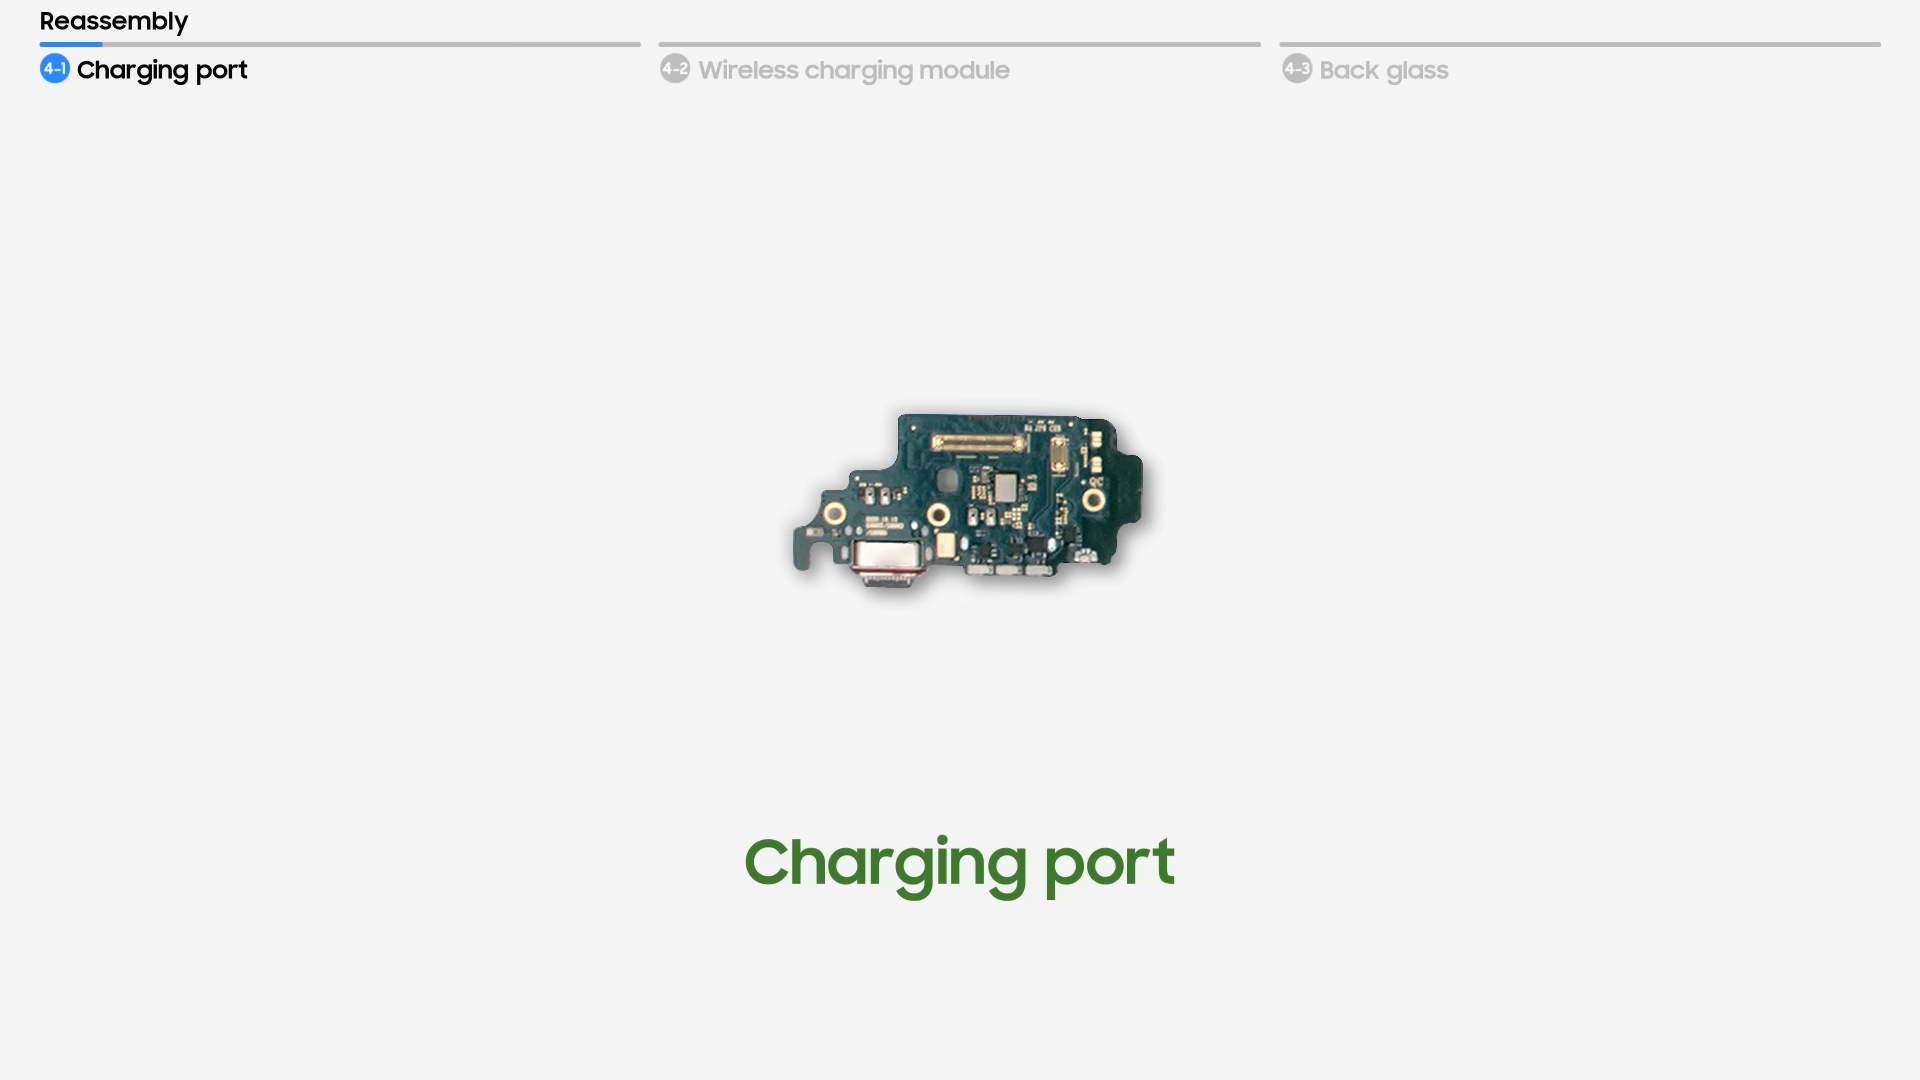 Reassembly
4-1 Charging port
4-2 Wireless charging module
4-3 Back glass
Charging port